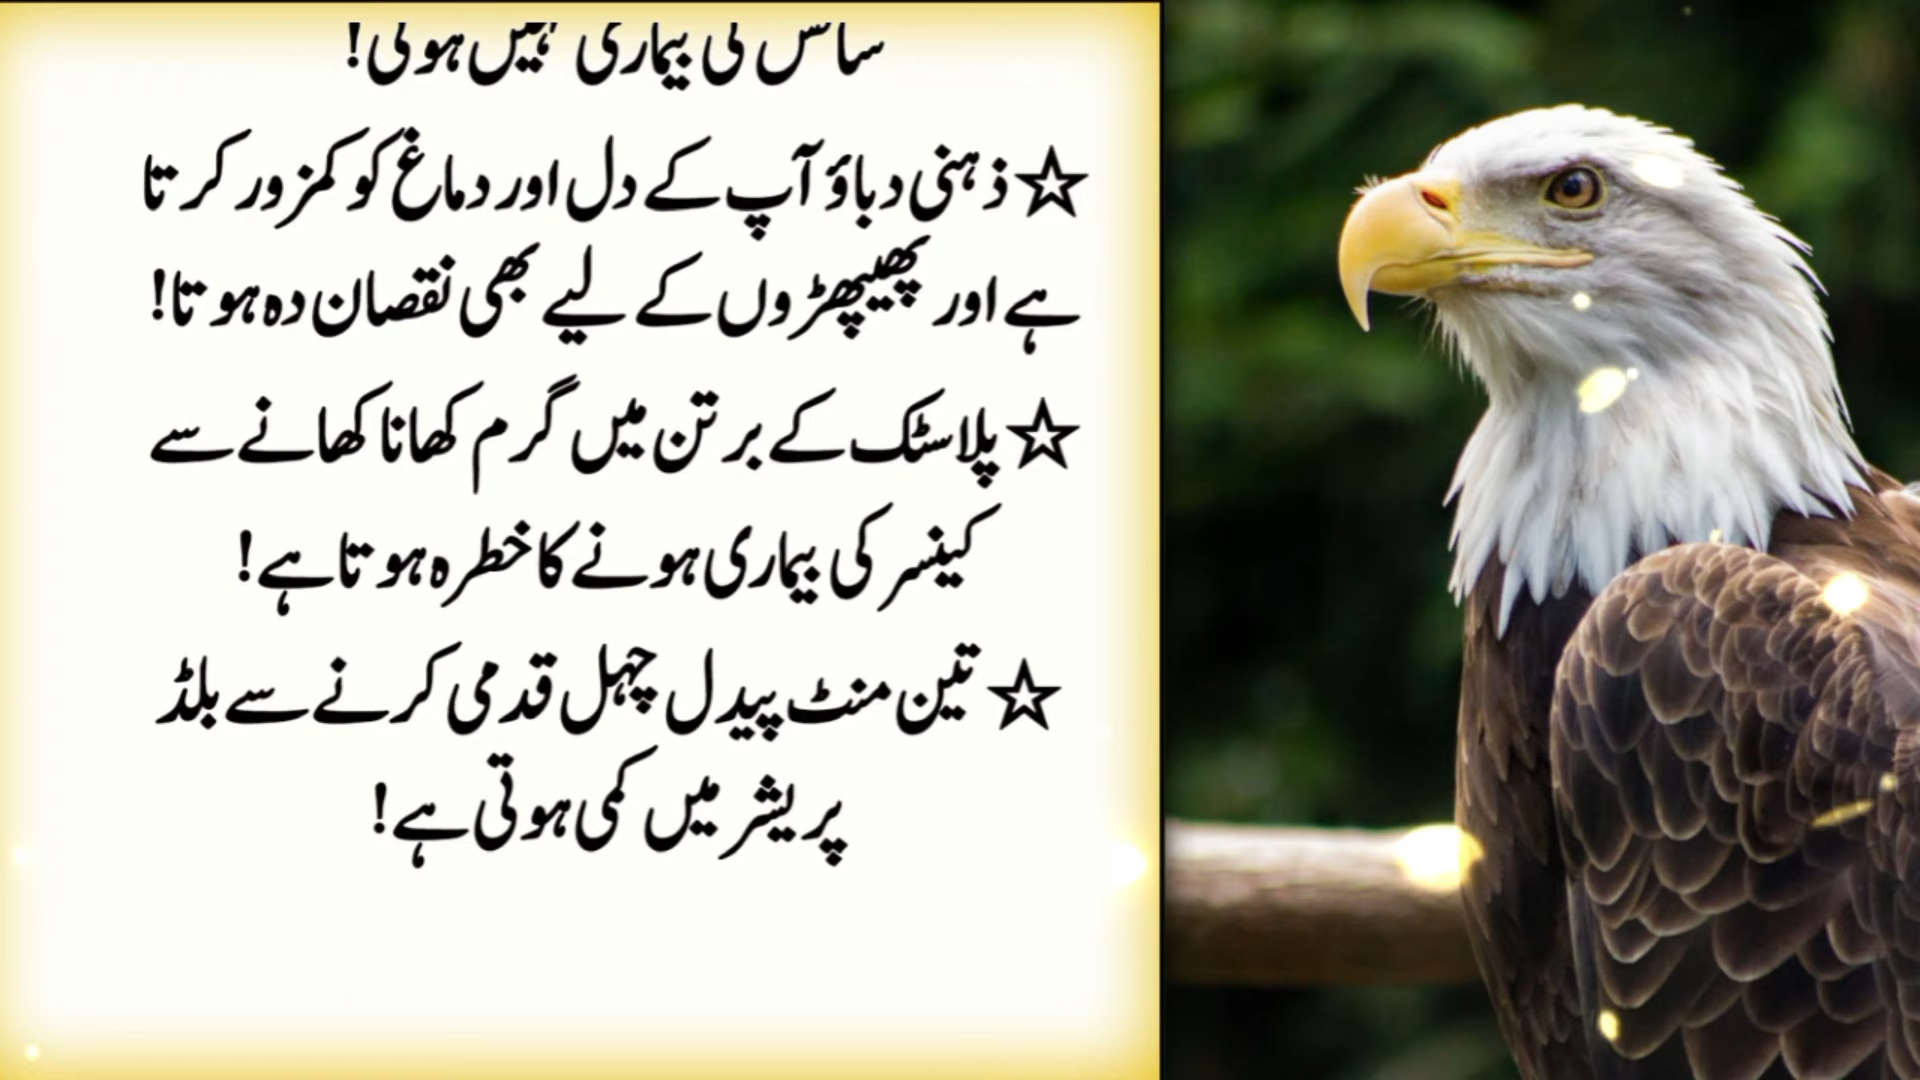 سانس کی بیماری نہیں ہوتی!
☆ ذہنی دباؤ آپ کے دل اور دماغ کو کمزور کرتا
ہے اور پھیپھڑوں کے لیے بھی نقصان دہ ہوتا!
☆ پلاسٹک کے برتن میں گرم کھانا کھانے سے
کینسر کی بیماری ہونے کا خطرہ ہوتا ہے!
☆ تین منٹ پیدل چہل قدمی کرنے سے بلڈ
پریشر میں کمی ہوتی ہے!